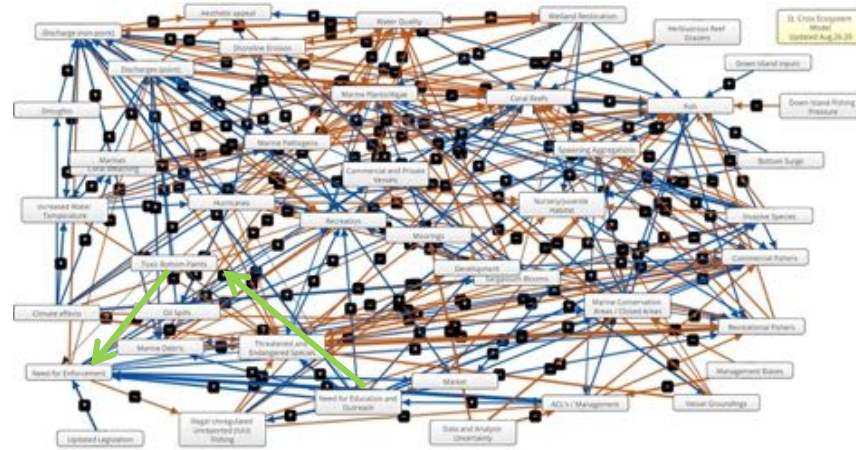 Aesthetic appeal
Water Quality
Wetland Restoration
St. Croix Ecosystem
Model
Updated Aug.26.20
Discharge (non-point)
Shoreline Erosion
Herbivorous Reef
Grazers
Discharges (point)
Down Island Inputs
Marine Plants/Algae
Coral Reefs
Fish
Down Island Fishing
Pressure
Droughts
Marine Pathogens
Spawning Aggregations
Marinas
Coral Bleaching
Commercial and Private
Vessels
Bottom Surge
Increased Water
Temperature
Hurricanes
Nursery/Juvenile
Habitat
Recreation
Invasive Species
Moorings
Toxic Bottom Paints
Development
Sargassum Blooms
Commercial Fishers
Climate affects
Oil Spills
Marine Conservation
Areas / Closed Areas
Recreational Fishers
Marine Debris
Threatened and
Endangered Species
Need for Enforcement
Market
Management Biases
Need for Education and
Outreach
ACL's / Management
Vessel Groundings
Updated Legislation
Illegal Unregulated
Unreported (IUU)
Fishing
Data and Analysis
Uncertainty